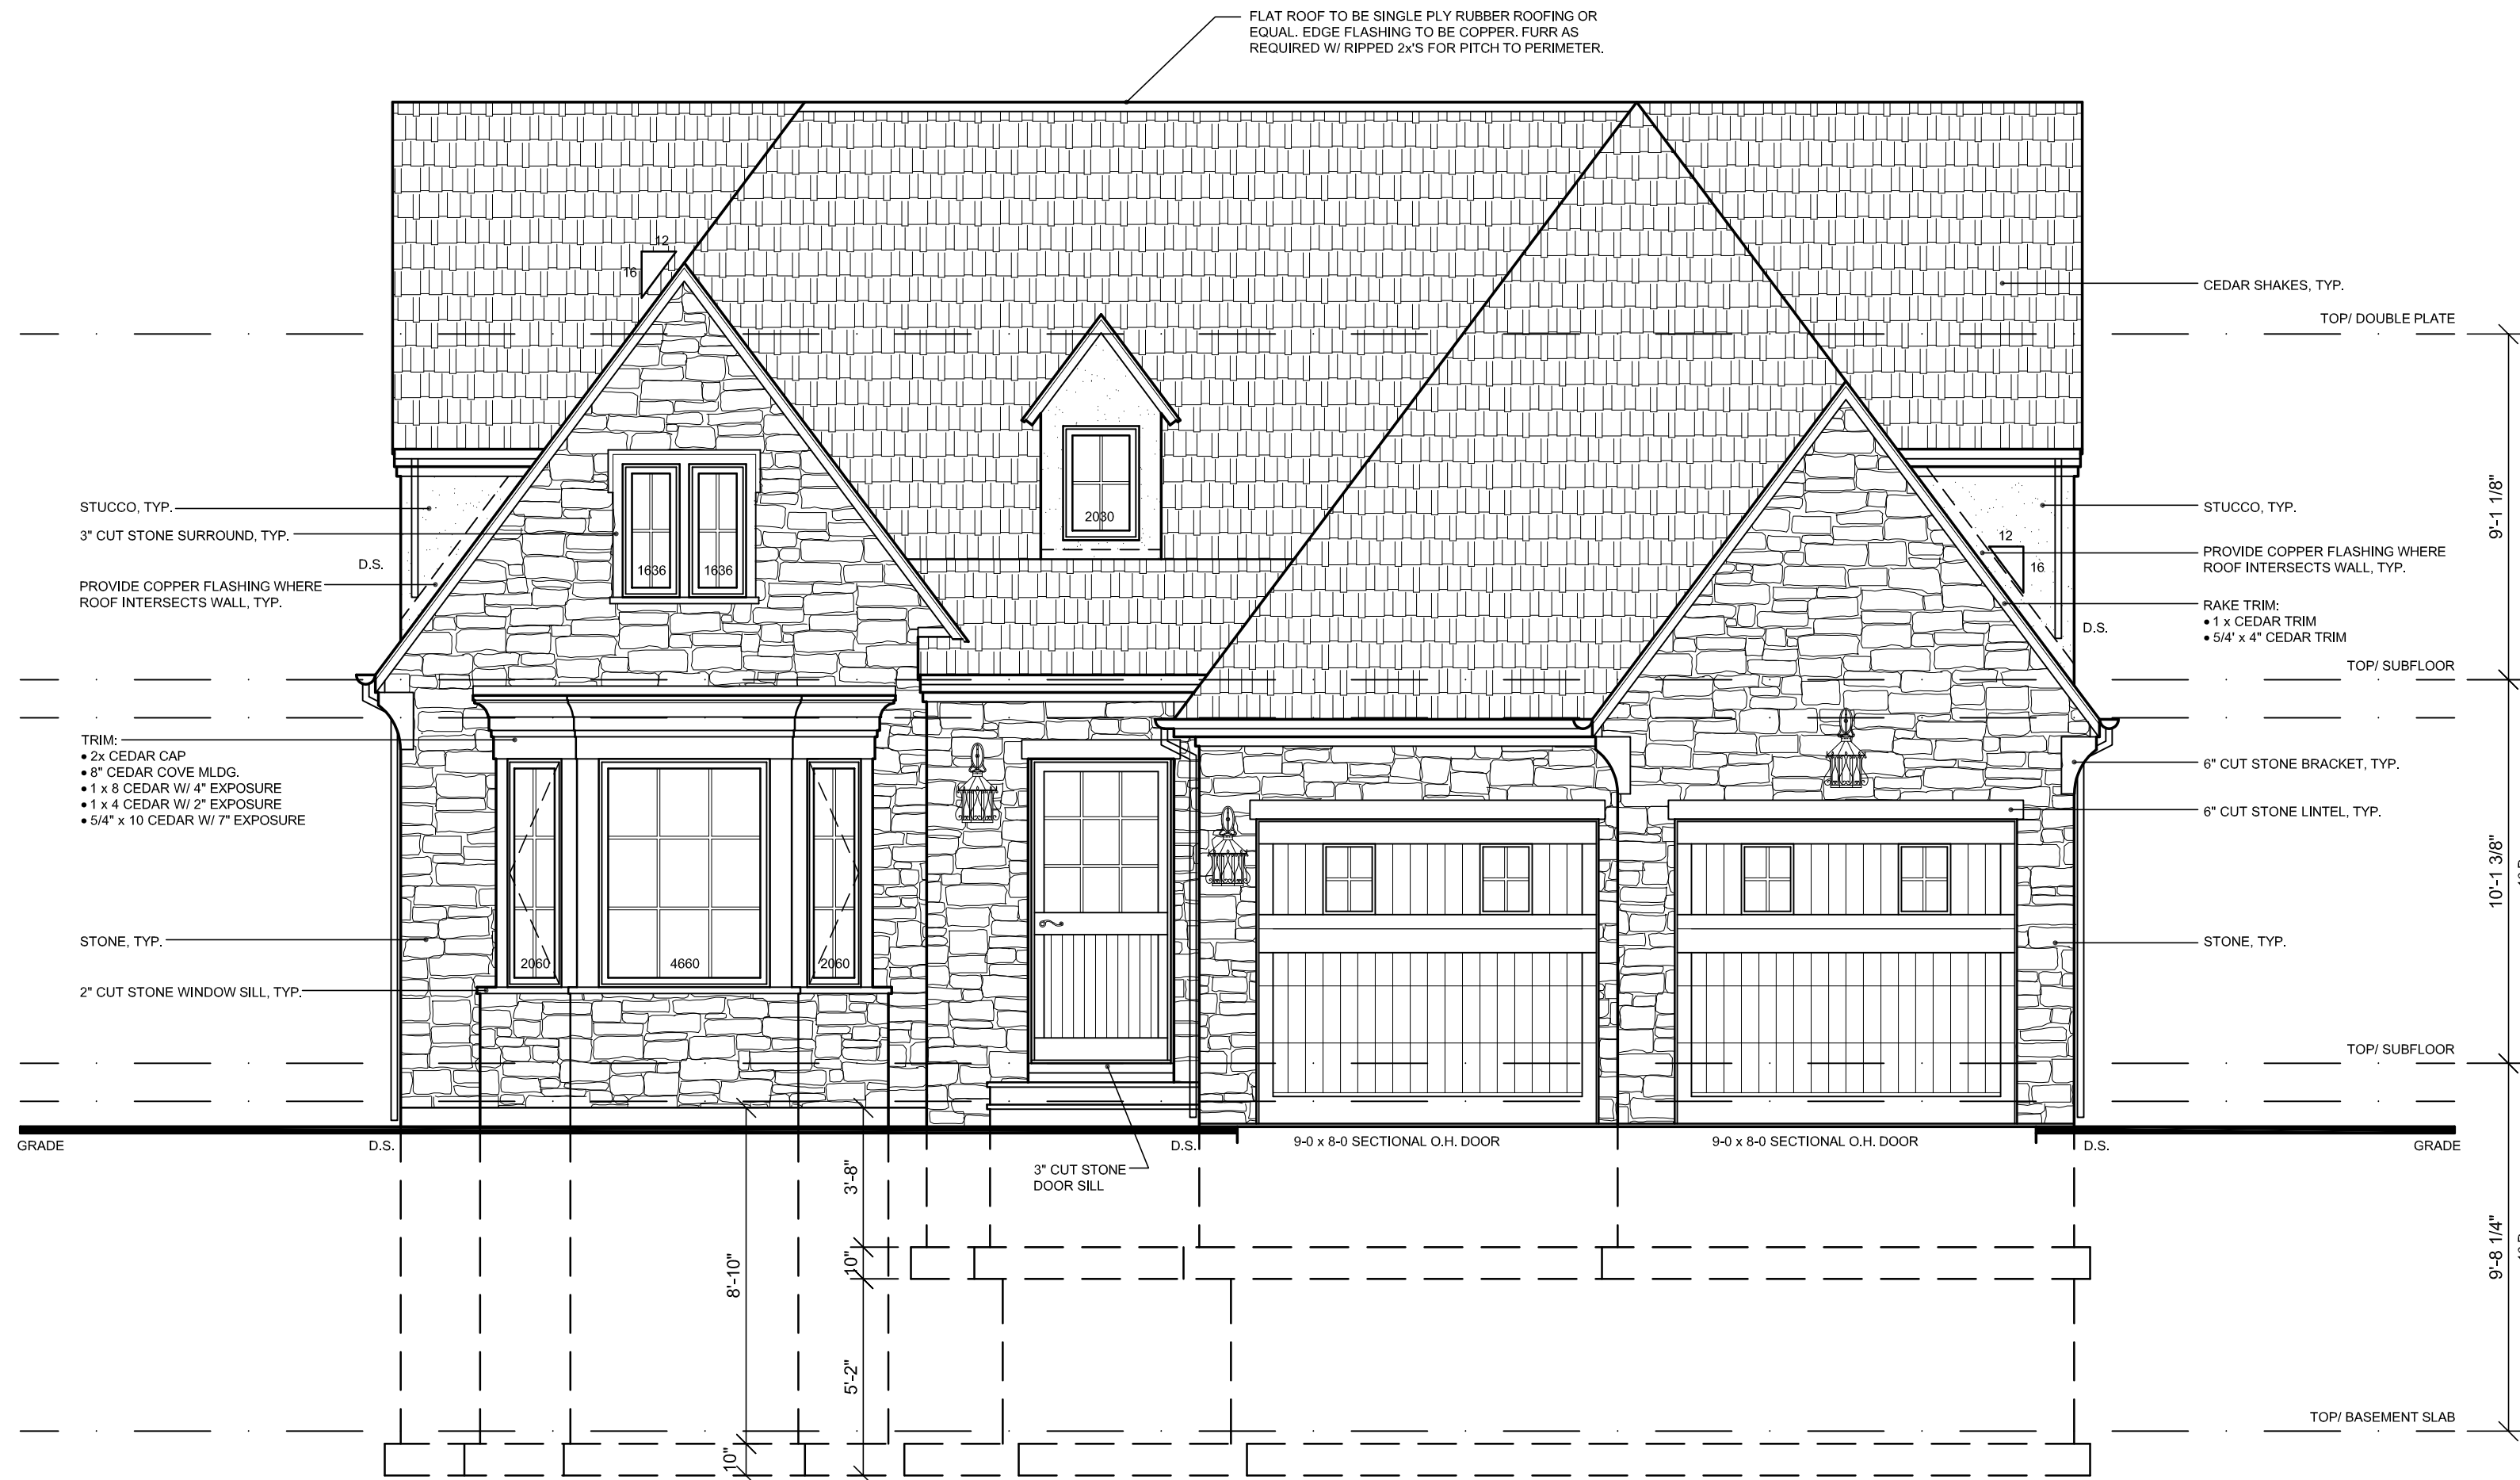 FLAT ROOF TO BE SINGLE PLY RUBBER ROOFING OR
EQUAL. EDGE FLASHING TO BE COPPER. FURR AS
REQUIRED W/ RIPPED 2x'S FOR PITCH TO PERIMETER.
12
16
CEDAR SHAKES, TYP.
TOP/ DOUBLE PLATE
STUCCO, TYP.
3" CUT STONE SURROUND, TYP.
D.S.
PROVIDE COPPER FLASHING WHERE
ROOF INTERSECTS WALL, TYP.
1636
1636
2030
STUCCO, TYP.
12
16
PROVIDE COPPER FLASHING WHERE
ROOF INTERSECTS WALL, TYP.
RAKE TRIM:
• 1 x CEDAR TRIM
• 5/4' x 4" CEDAR TRIM
D.S.
9'-1 1/8"
TOP/ SUBFLOOR
TRIM:
• 2x CEDAR CAP
• 8" CEDAR COVE MLDG.
• 1 x 8 CEDAR W/ 4" EXPOSURE
• 1 x 4 CEDAR W/ 2" EXPOSURE
• 5/4" x 10 CEDAR W/ 7" EXPOSURE
6" CUT STONE BRACKET, TYP.
6" CUT STONE LINTEL, TYP.
10'-1 3/8"
STONE, TYP.
2060
4660
2060
STONE, TYP.
2" CUT STONE WINDOW SILL, TYP.
TOP/ SUBFLOOR
GRADE
D.S.
D.S.
9-0 x 8-0 SECTIONAL O.H. DOOR
9-0 x 8-0 SECTIONAL O.H. DOOR
D.S.
GRADE
3" CUT STONE
DOOR SILL
3'-8"
10"
8'-10"
5'-2"
10"
9'-8 1/4"
TOP/ BASEMENT SLAB